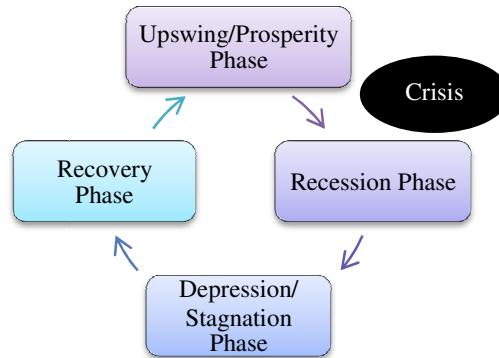 Upswing/Prosperity
Phase
Crisis
Recession Phase
Depression/
Stagnation
Phase
Recovery
Phase